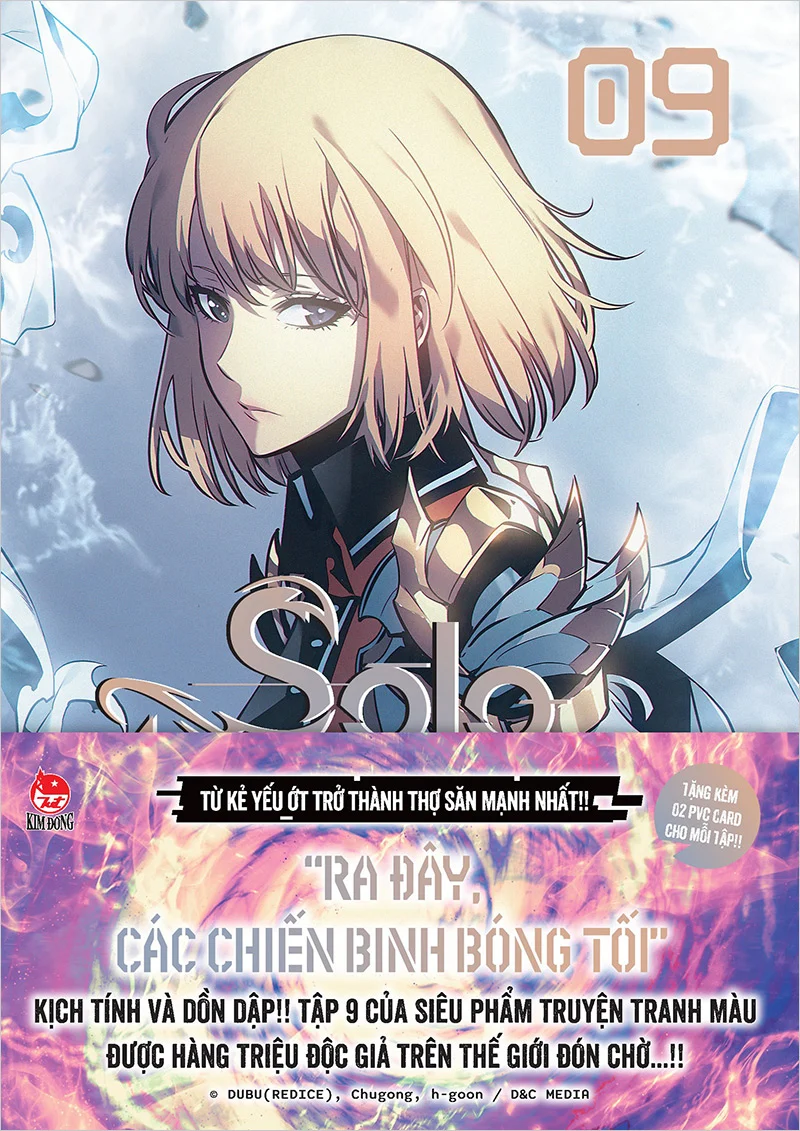 09
Solo
KIM ĐỒNG
TỪ KẺ YẾU ỚT TRỞ THÀNH THỢ SĂN MẠNH NHẤT!!
TẶNG KÈM
02 PVC CARD
CHO MỖI TẬP!!
“RA ĐÂY,
CÁC CHIẾN BINH BÓNG TỐI”
KỊCH TÍNH VÀ DỒN DẬP!! TẬP 9 CỦA SIÊU PHẨM TRUYỆN TRANH MÀU
ĐƯỢC HÀNG TRIỆU ĐỘC GIẢ TRÊN THẾ GIỚI ĐÓN CHỜ...!!
© DUBU(REDICE), Chugong, h-goon / D&C MEDIA